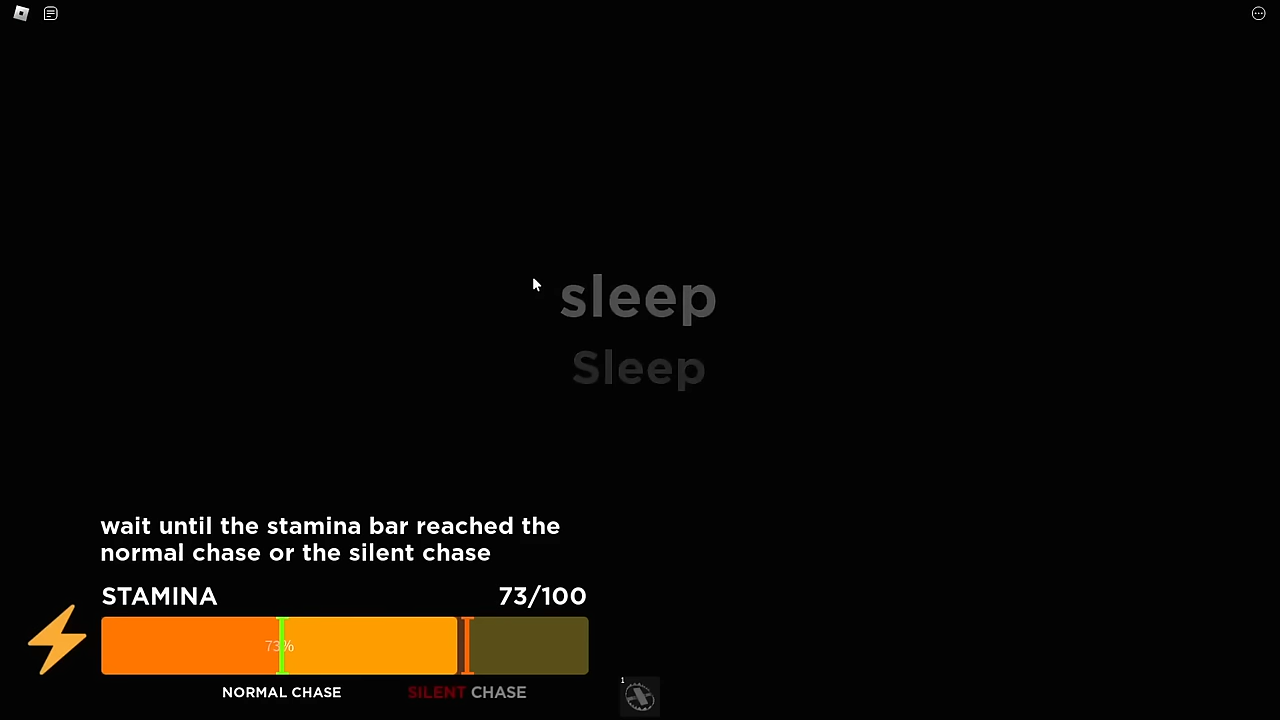 sleep
Sleep
wait until the stamina bar reached the
normal chase or the silent chase
STAMINA 73/100
73%
NORMAL CHASE SILENT CHASE
1